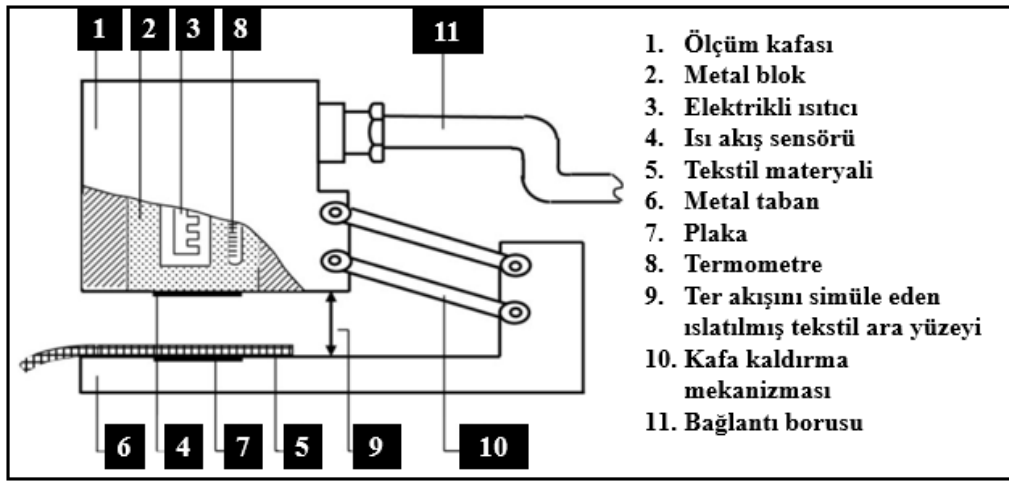 1 2 3 8 11
1. Ölçüm kafası
2. Metal blok
3. Elektrikli ısıtıcı
4. Isı akış sensörü
5. Tekstil materyali
6. Metal taban
7. Plaka
8. Termometre
9. Ter akışını simüle eden
ıslatılmış tekstil ara yüzeyi
10. Kafa kaldırma
mekanizması
11. Bağlantı borusu
6 4 7 5 9 10